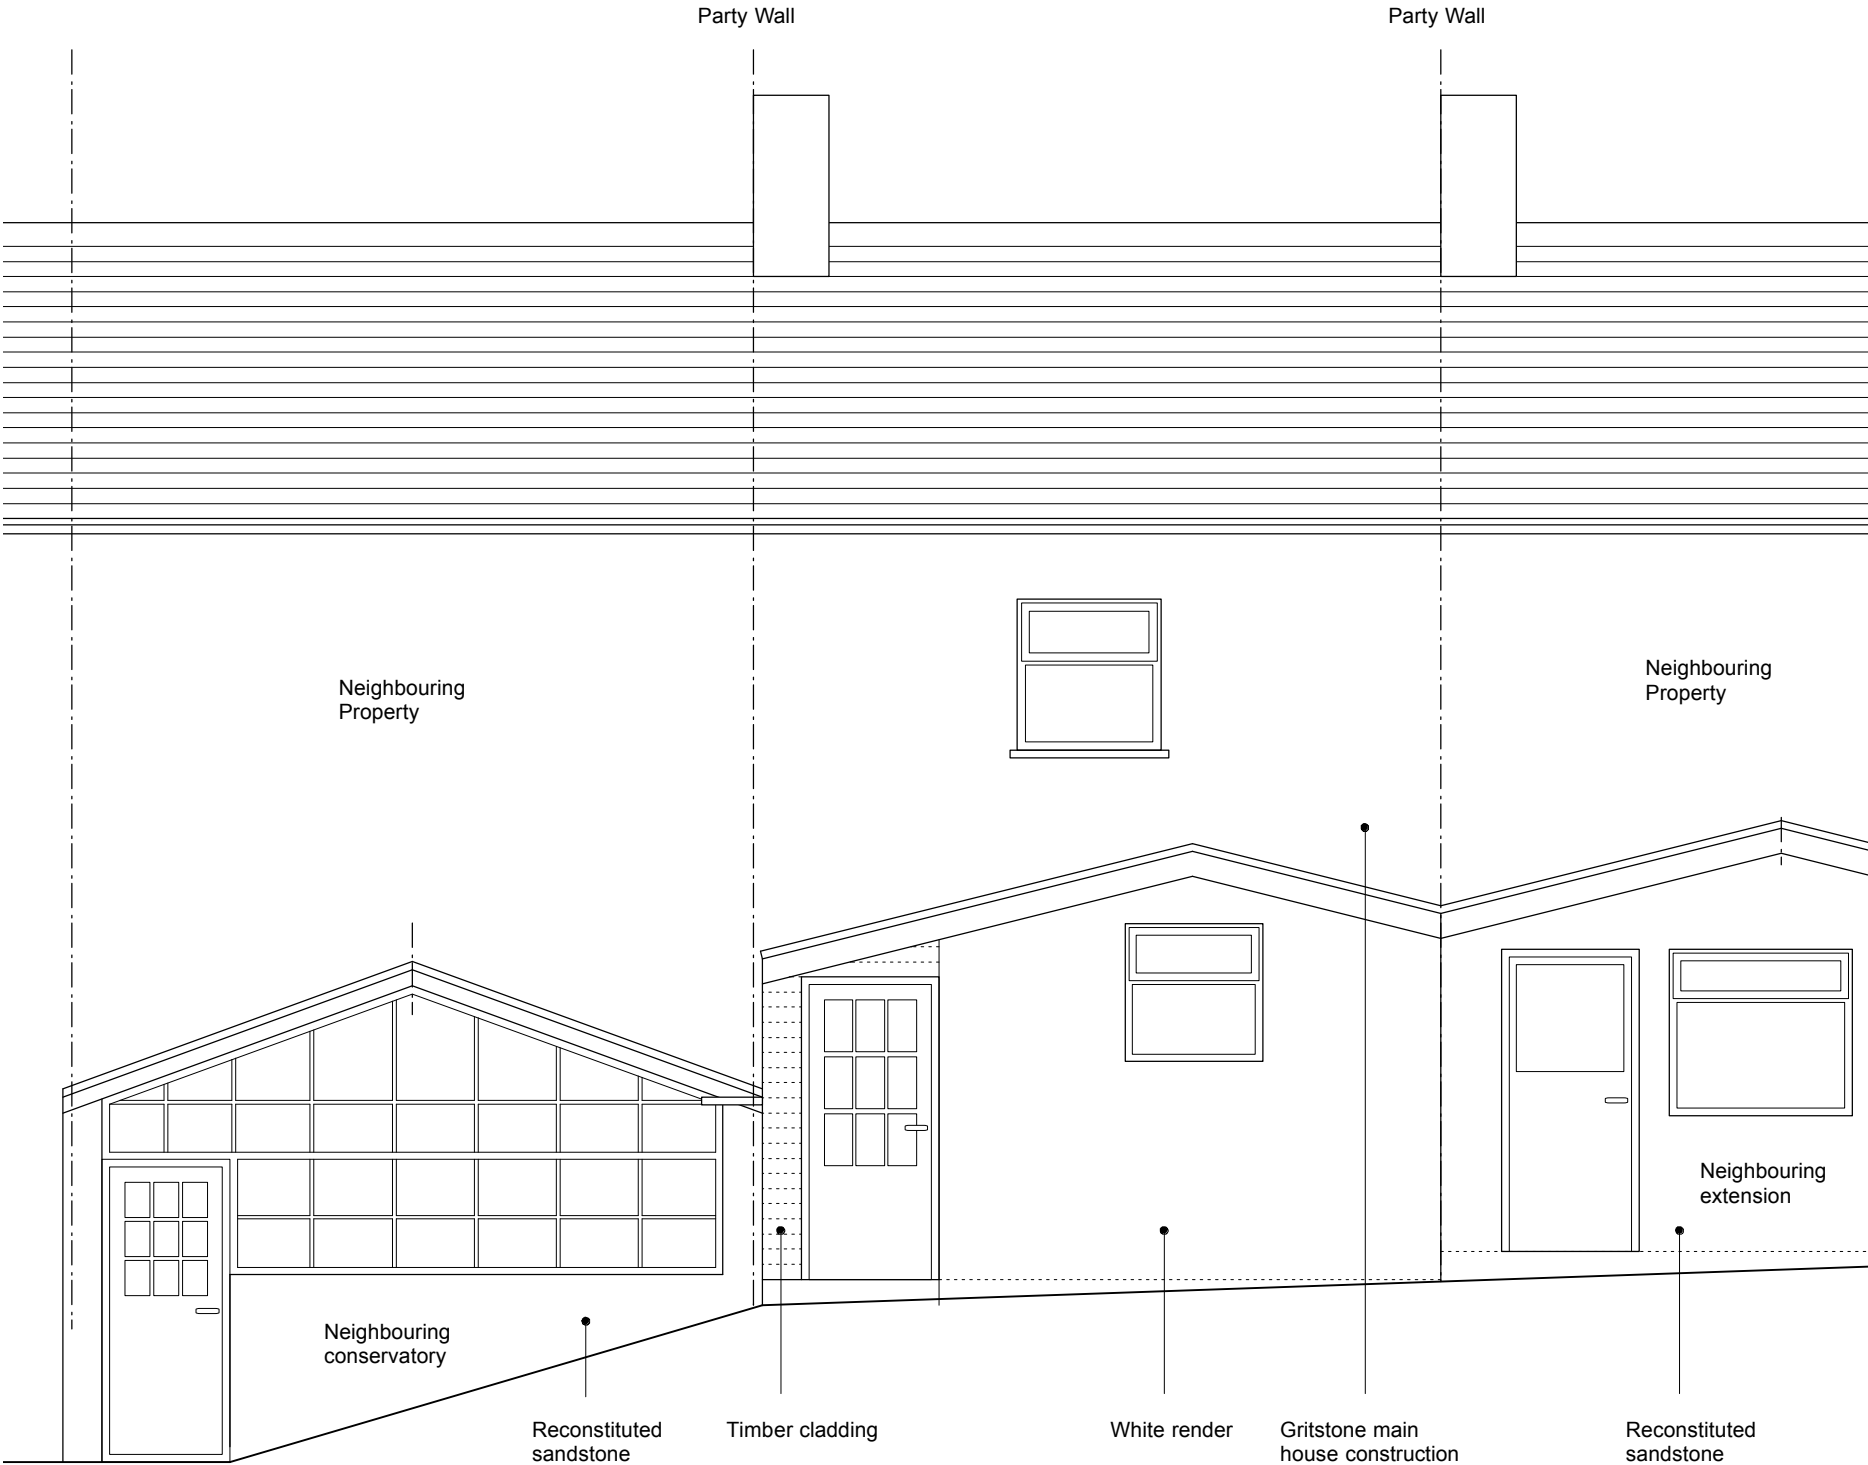 Party Wall
Party Wall
Neighbouring
Property
Neighbouring
Property
Neighbouring
extension
Neighbouring
conservatory
Reconstituted
sandstone
Timber cladding
White render
Gritstone main
house construction
Reconstituted
sandstone